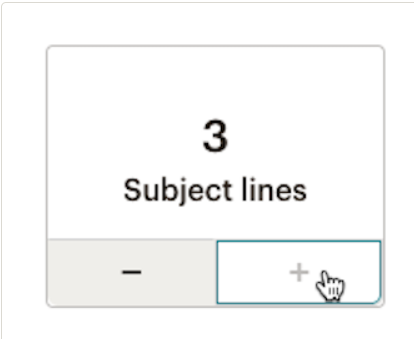 3
Subject lines
− +